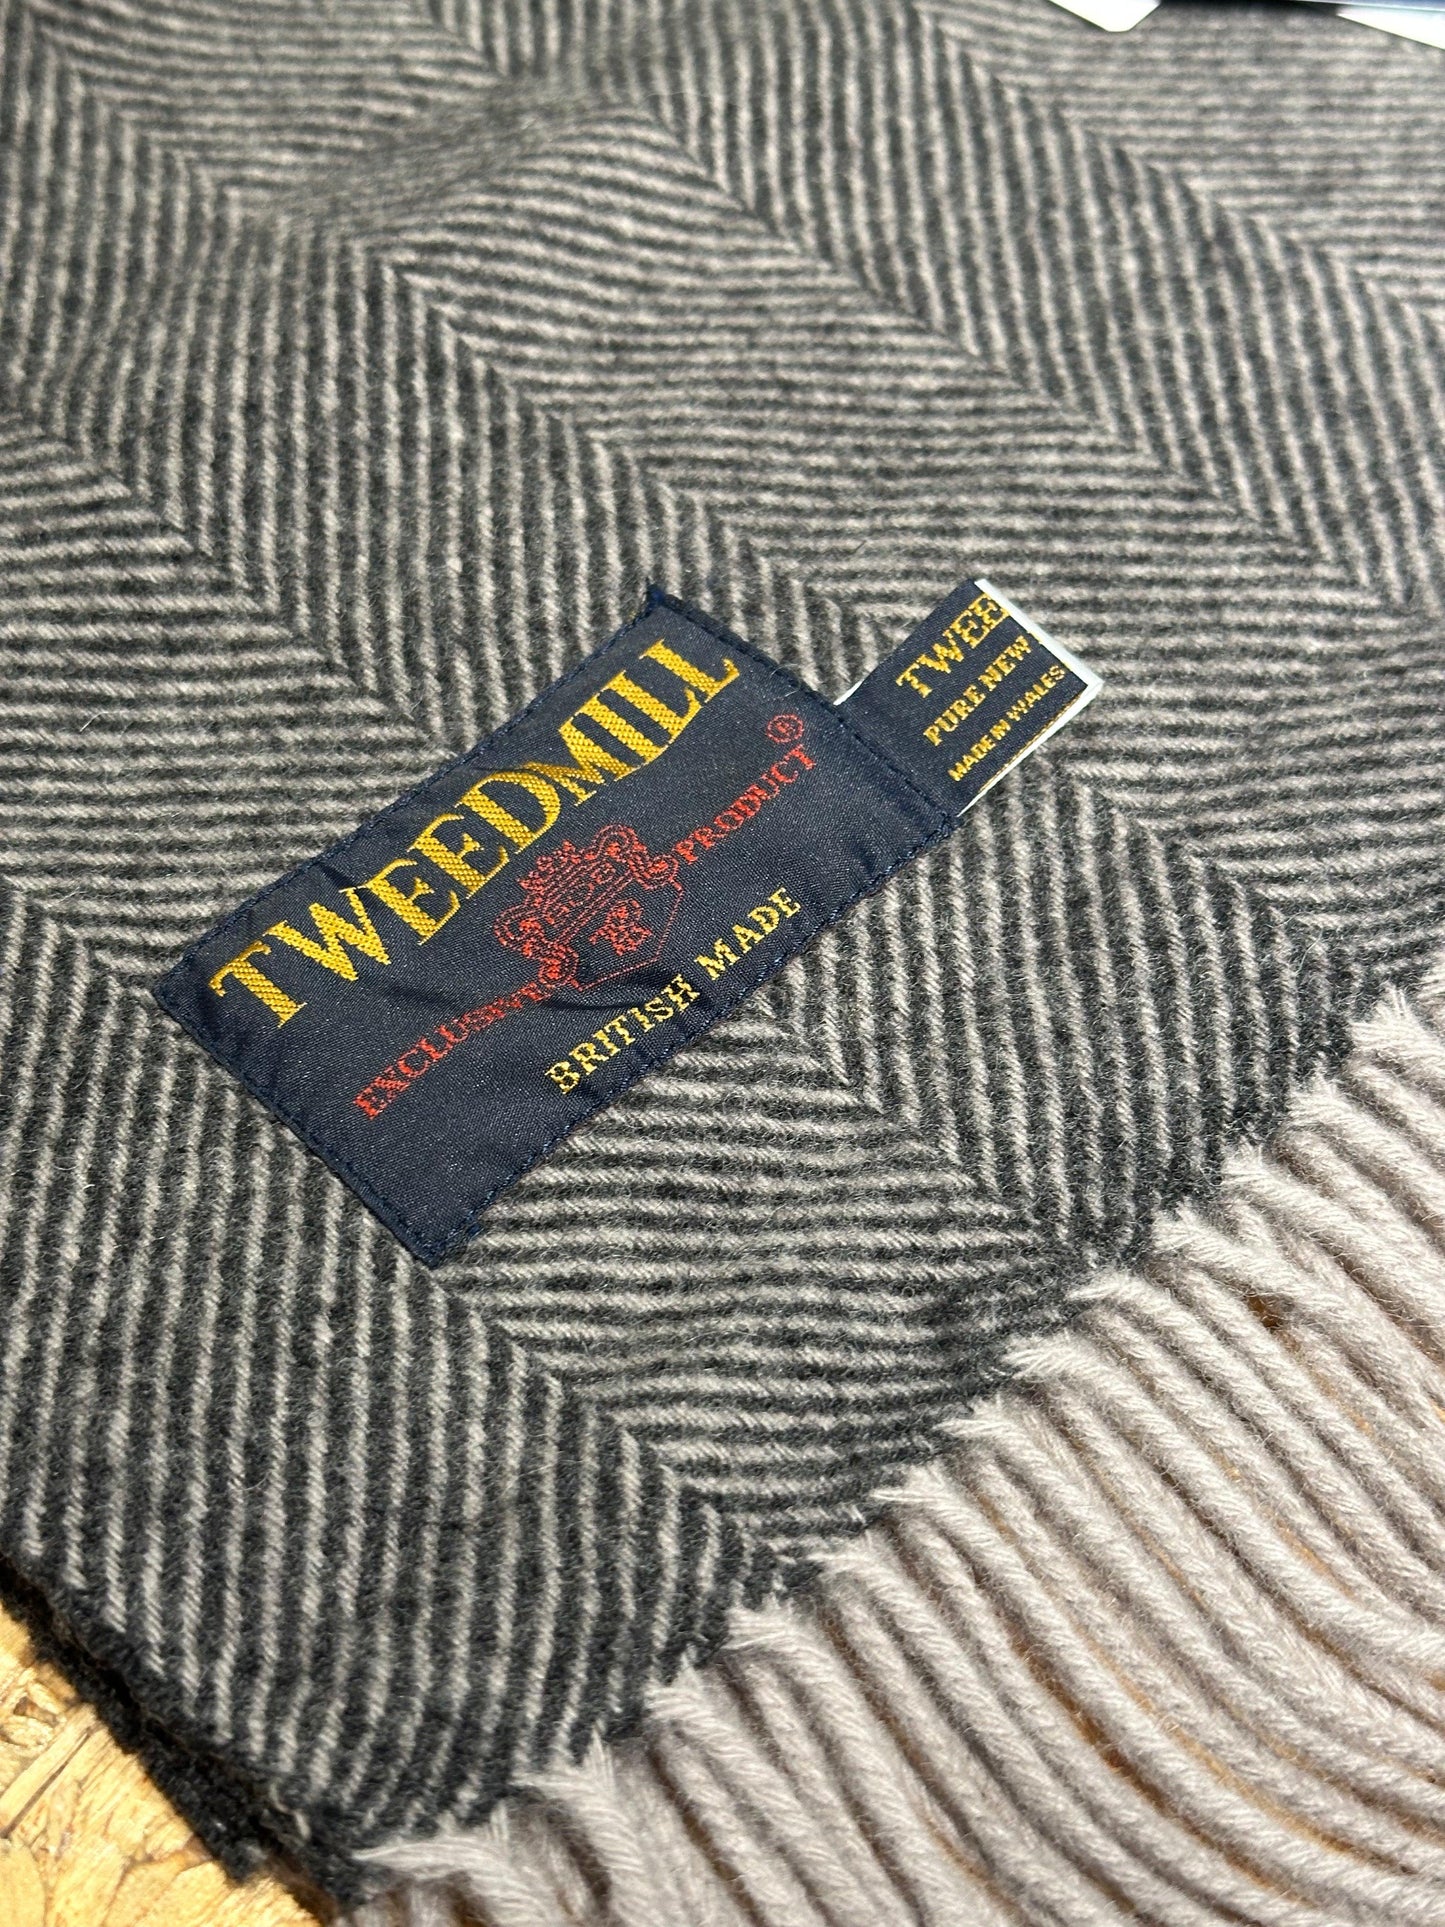 TWEEDMILL
®
EXCLUSIVE PRODUCT
BRITISH MADE
TWEE
PURE NEW
MADE IN WALES